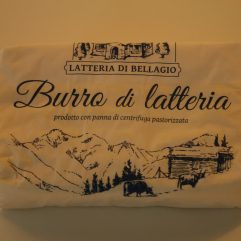 LATTERIA DI BELLAGIO
Burro di latteria
prodotto con panna di centrifuga pastorizzata